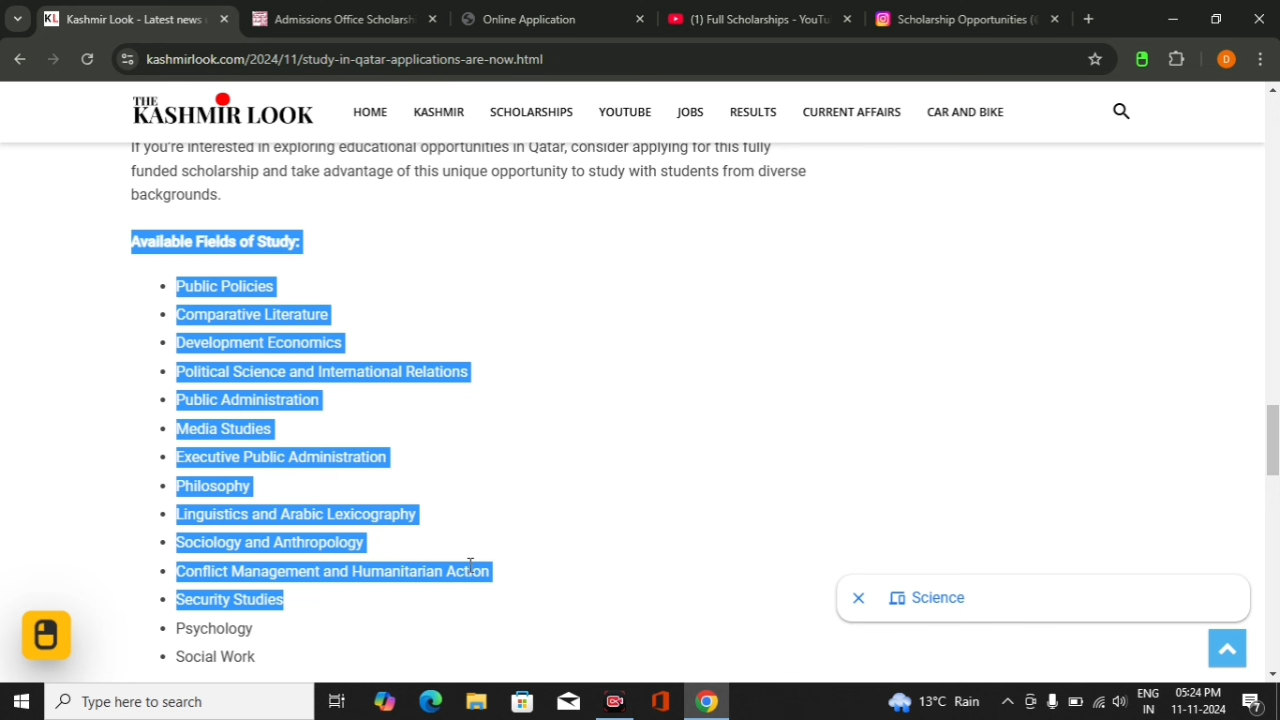 Kashmir Look - Latest news
Admissions Office Scholarsh
Online Application
(1) Full Scholarships - YouTu
Scholarship Opportunities (
kashmirlook.com/2024/11/study-in-qatar-applications-are-now.html
D
THE
KASHMIR LOOK
HOME
KASHMIR
SCHOLARSHIPS
YOUTUBE
JOBS
RESULTS
CURRENT AFFAIRS
CAR AND BIKE
If you're interested in exploring educational opportunities in Qatar, consider applying for this fully
funded scholarship and take advantage of this unique opportunity to study with students from diverse
backgrounds.
Available Fields of Study:
• Public Policies
• Comparative Literature
• Development Economics
• Political Science and International Relations
• Public Administration
• Media Studies
• Executive Public Administration
• Philosophy
• Linguistics and Arabic Lexicography
• Sociology and Anthropology
• Conflict Management and Humanitarian Action
• Security Studies
• Psychology
• Social Work
Science
Type here to search
13°C Rain
ENG
IN
05:24 PM
11-11-2024
7